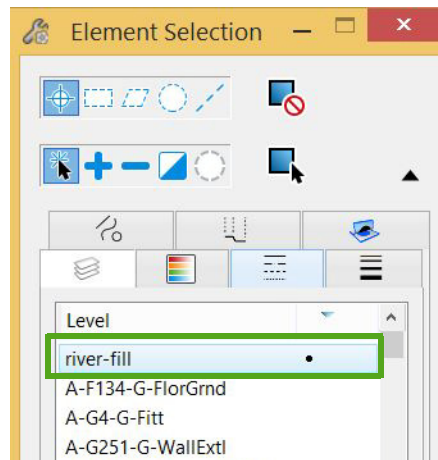 Element Selection
Level
river-fill
A-F134-G-FlorGrnd
A-G4-G-Fitt
A-G251-G-WallExtl